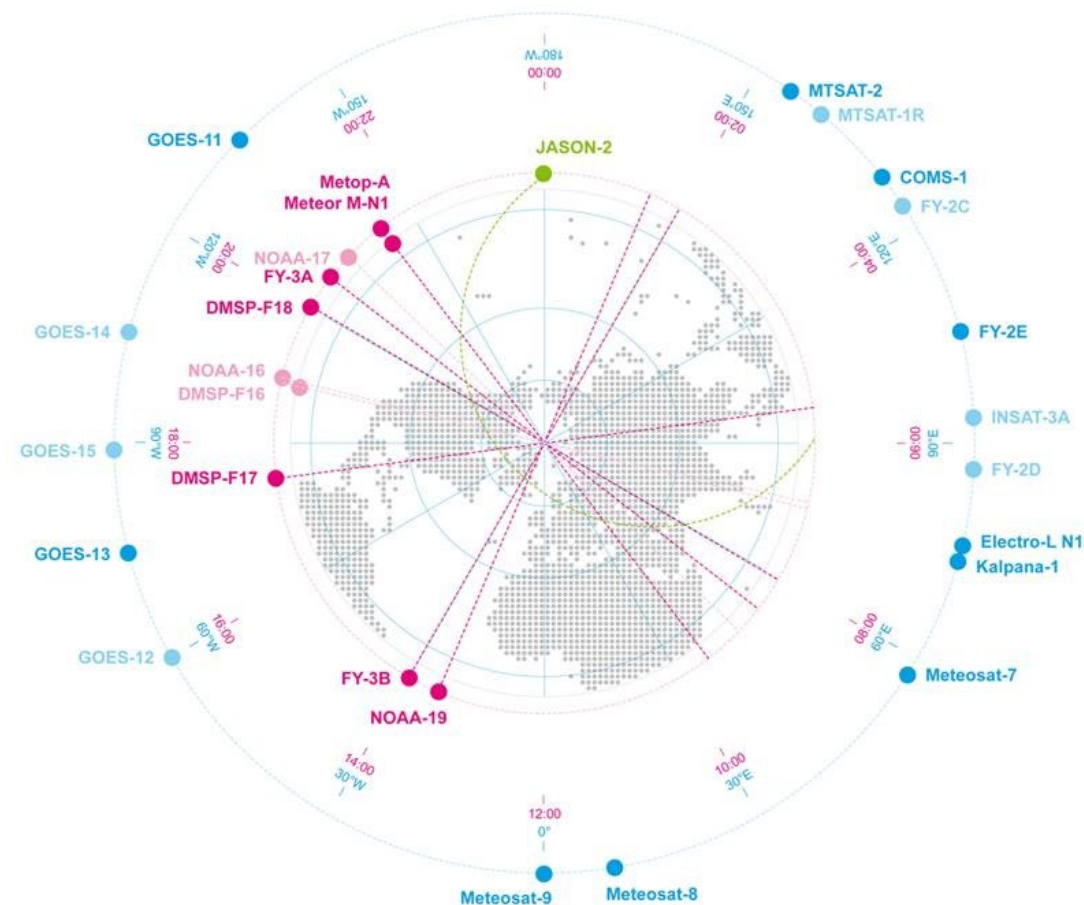 180°W
00:00
150°W
22:00
150°E
02:00
MTSAT-2
MTSAT-1R
GOES-11
JASON-2
COMS-1
Metop-A
Meteor M-N1
FY-2C
120°W
20:00
120°E
04:00
NOAA-17
FY-3A
DMSP-F18
GOES-14
FY-2E
NOAA-16
DMSP-F16
INSAT-3A
GOES-15
90°W
18:00
06:00
90°E
FY-2D
DMSP-F17
GOES-13
Electro-L N1
Kalpana-1
16:00
60°W
08:00
60°E
GOES-12
Meteosat-7
FY-3B
NOAA-19
14:00
30°W
10:00
30°E
12:00
0°
Meteosat-9
Meteosat-8